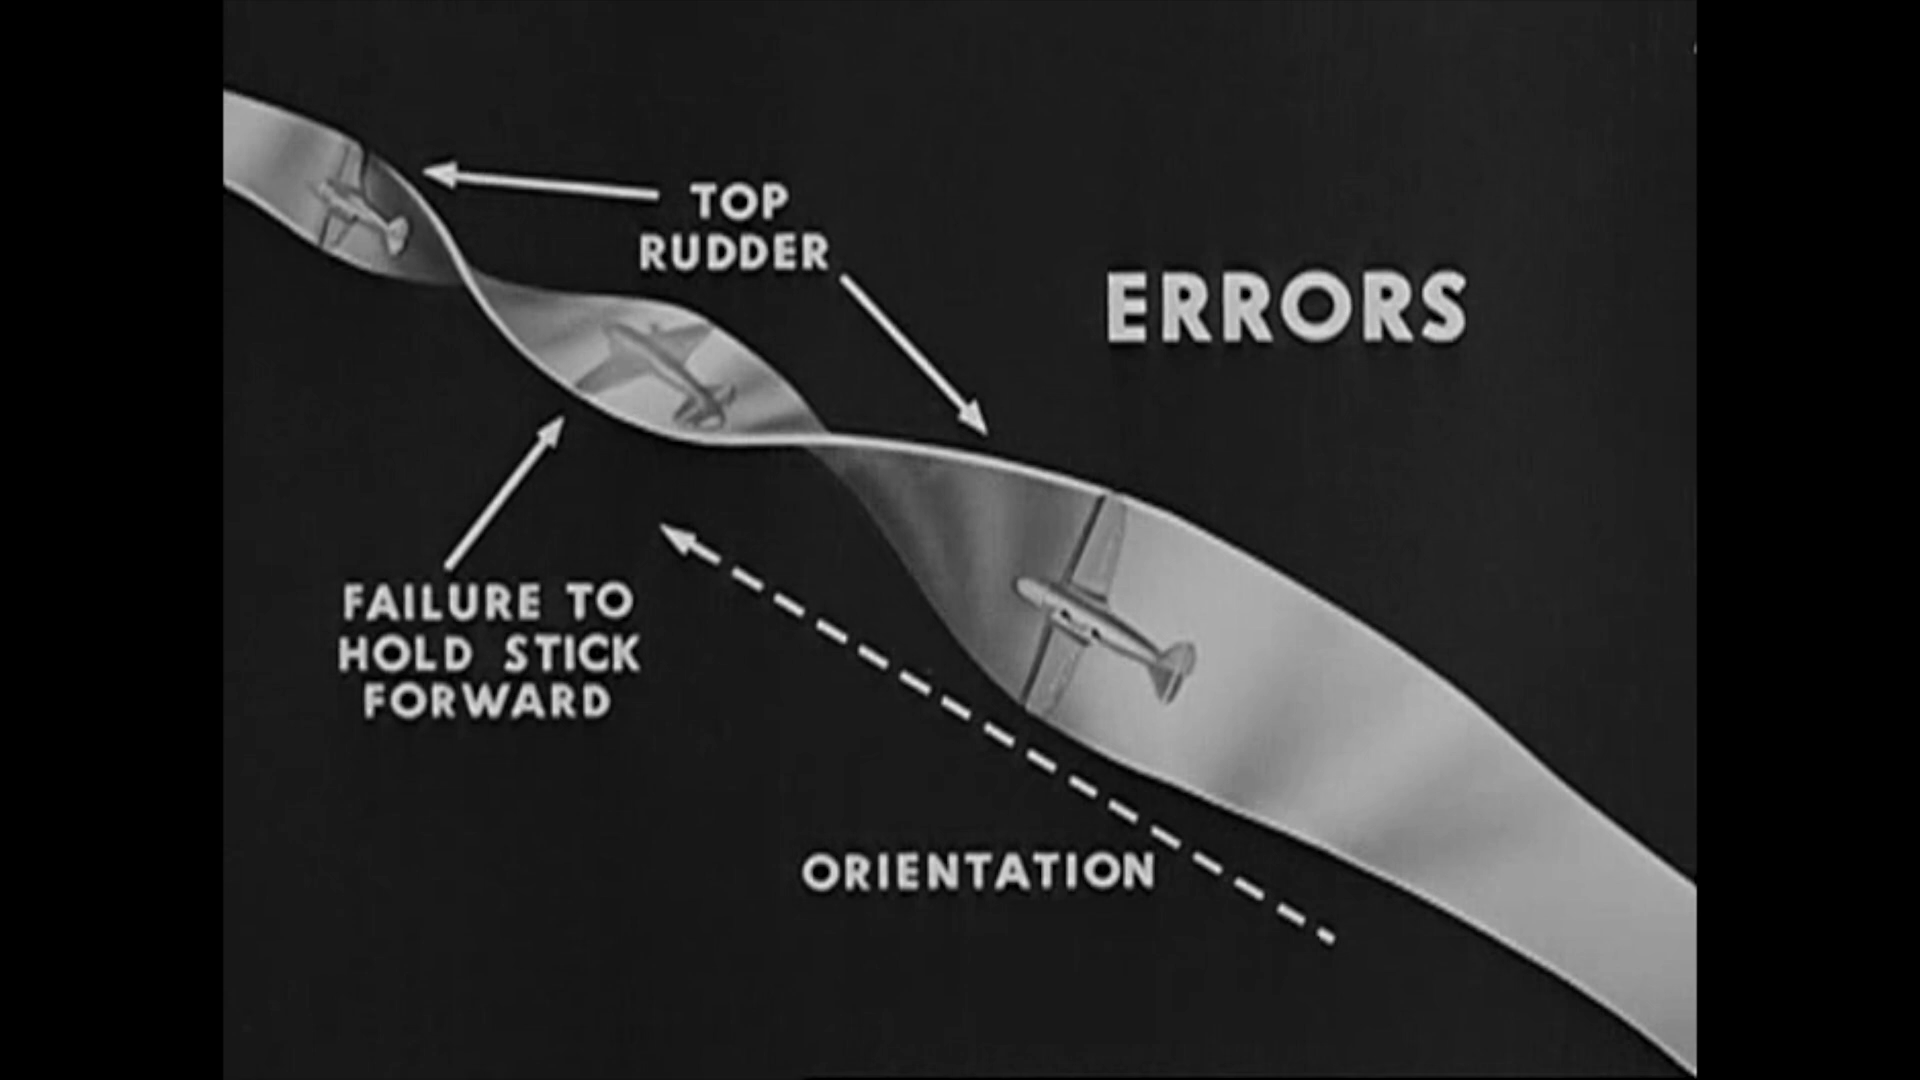 TOP
RUDDER
ERRORS
FAILURE TO
HOLD STICK
FORWARD
ORIENTATION